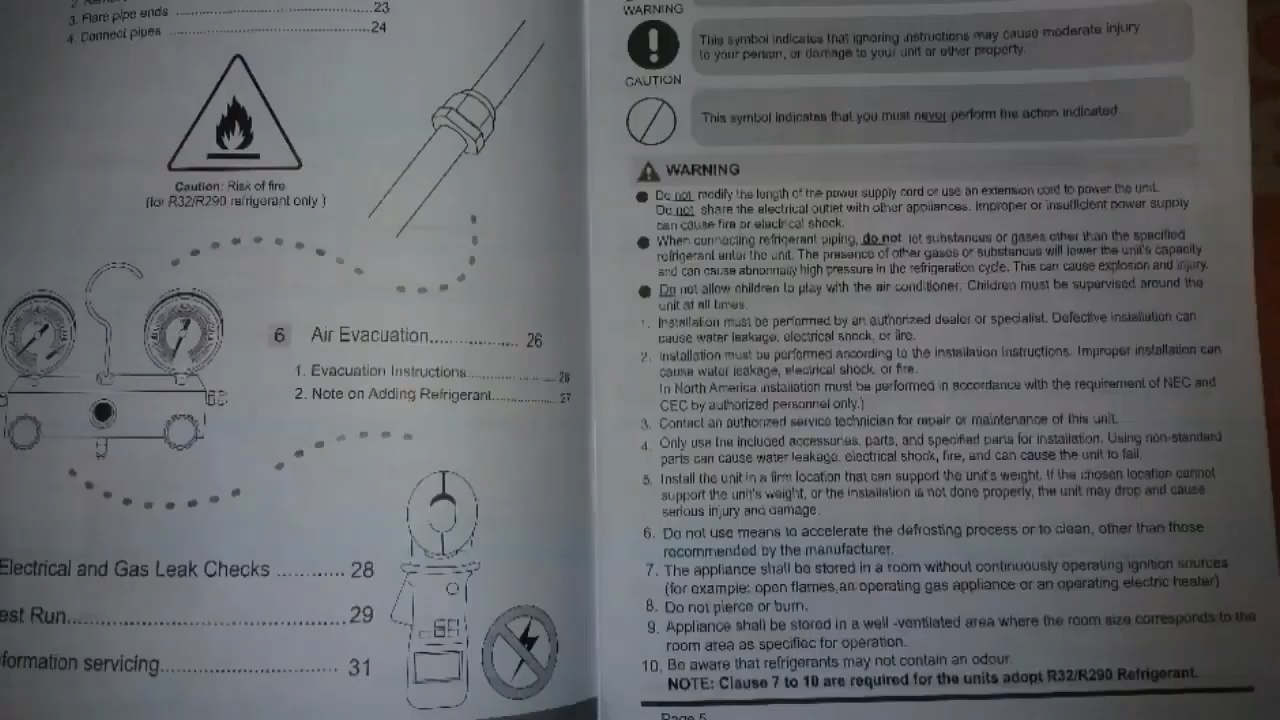 3. Flare pipe ends ........................ 23
4. Connect pipes ........................ 24
Caution: Risk of fire
(for R32/R290 refrigerant only )
6 Air Evacuation................ 26
1. Evacuation Instructions........................ 26
2. Note on Adding Refrigerant................ 27
Electrical and Gas Leak Checks ............ 28
est Run................................ 29
formation servicing................................ 31
WARNING
This symbol indicates that ignoring instructions may cause moderate injury
to your person, or damage to your unit or other property.
CAUTION
This symbol indicates that you must never perform the action indicated.
WARNING
Do not modify the length of the power supply cord or use an extension cord to power the unit.
Do not share the electrical outlet with other appliances. Improper or insufficient power supply
can cause fire or electrical shock.
When connecting refrigerant piping, do not let substances or gases other than the specified
refrigerant enter the unit. The presence of other gases or substances will lower the unit's capacity
and can cause abnormally high pressure in the refrigeration cycle. This can cause explosion and injury.
Do not allow children to play with the air conditioner. Children must be supervised around the
unit at all times.
1. Installation must be performed by an authorized dealer or specialist. Defective installation can
cause water leakage, electrical shock, or fire.
2. Installation must be performed according to the installation instructions. Improper installation can
cause water leakage, electrical shock, or fire.
In North America installation must be performed in accordance with the requirement of NEC and
CEC by authorized personnel only.)
3. Contact an authorized service technician for repair or maintenance of this unit.
4. Only use the included accessories, parts, and specified parts for installation. Using non-standard
parts can cause water leakage, electrical shock, fire, and can cause the unit to fail.
5. Install the unit in a firm location that can support the unit's weight. If the chosen location cannot
support the unit's weight, or the installation is not done properly, the unit may drop and cause
serious injury and damage.
6. Do not use means to accelerate the defrosting process or to clean, other than those
recommended by the manufacturer.
7. The appliance shall be stored in a room without continuously operating ignition sources
(for example: open flames,an operating gas appliance or an operating electric heater)
8. Do not pierce or burn.
9. Appliance shall be stored in a well -ventilated area where the room size corresponds to the
room area as specifiec for operation.
10. Be aware that refrigerants may not contain an odour.
NOTE: Clause 7 to 10 are required for the units adopt R32/R290 Refrigerant.
Page 5